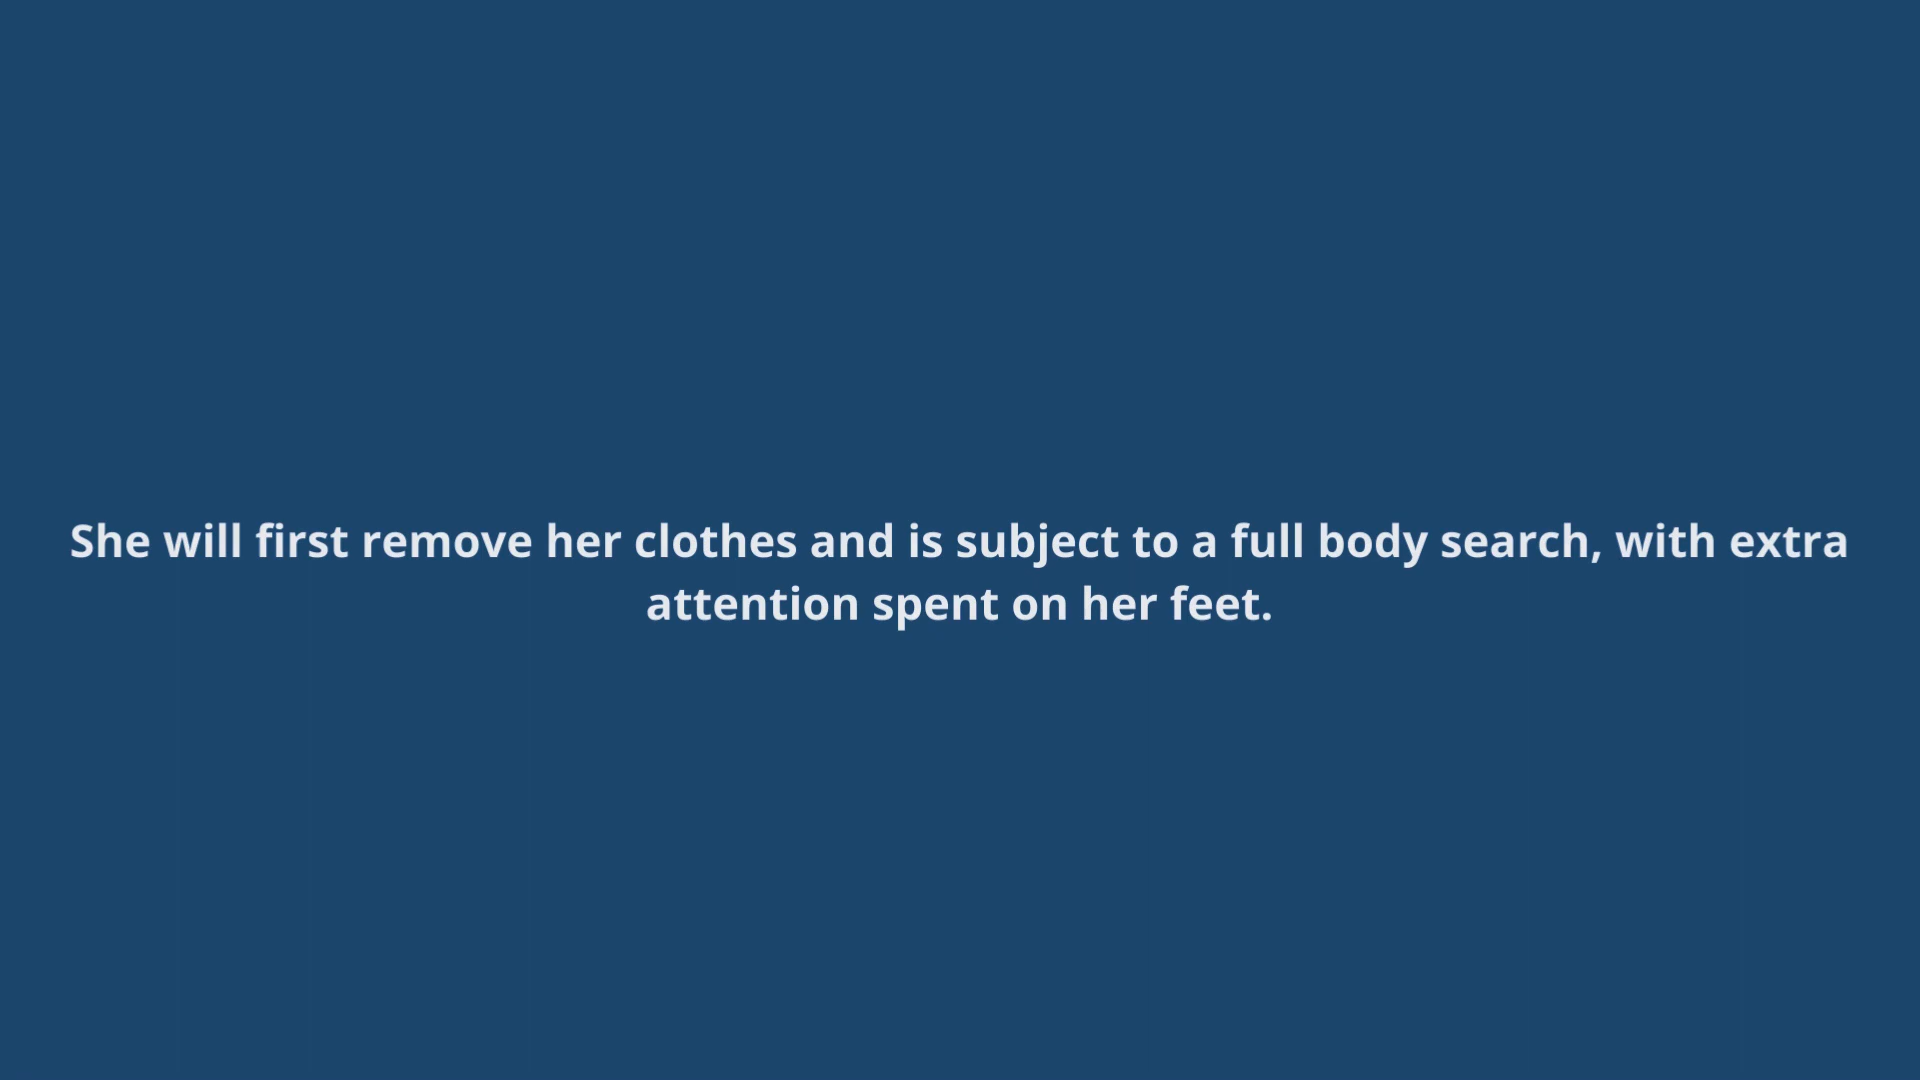 She will first remove her clothes and is subject to a full body search, with extra
attention spent on her feet.